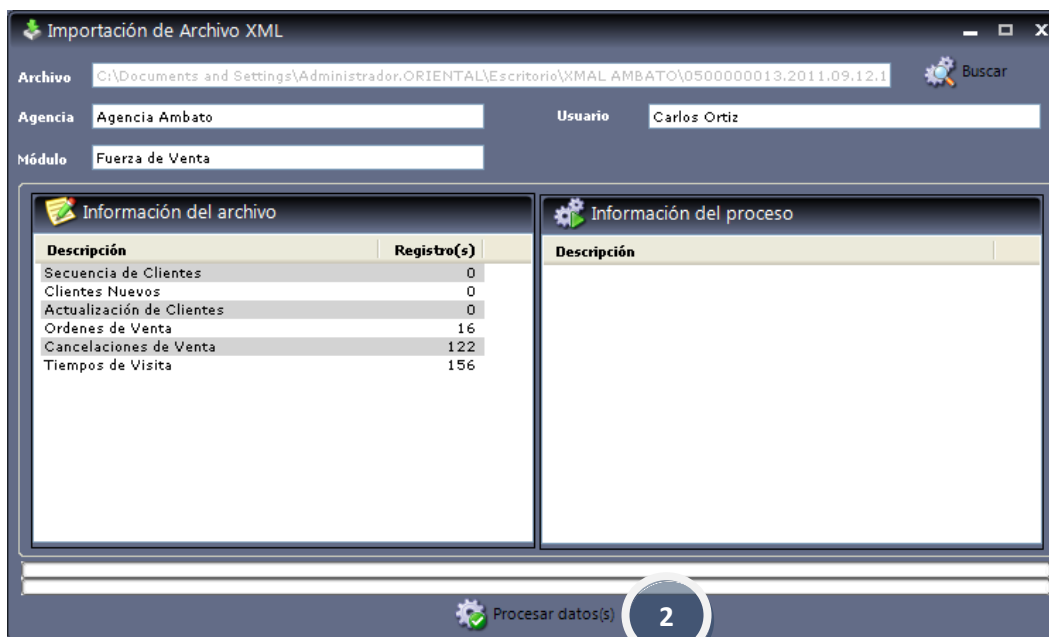 Importación de Archivo XML
Archivo C:\Documents and Settings\Administrador.ORIENTAL\Escritorio\XMAL AMBATO\0500000013.2011.09.12.1 Buscar
Agencia Agencia Ambato Usuario Carlos Ortiz
Módulo Fuerza de Venta
Información del archivo
Descripción Registro(s)
Secuencia de Clientes 0
Clientes Nuevos 0
Actualización de Clientes 0
Ordenes de Venta 16
Cancelaciones de Venta 122
Tiempos de Visita 156
Información del proceso
Descripción
Procesar datos(s) 2